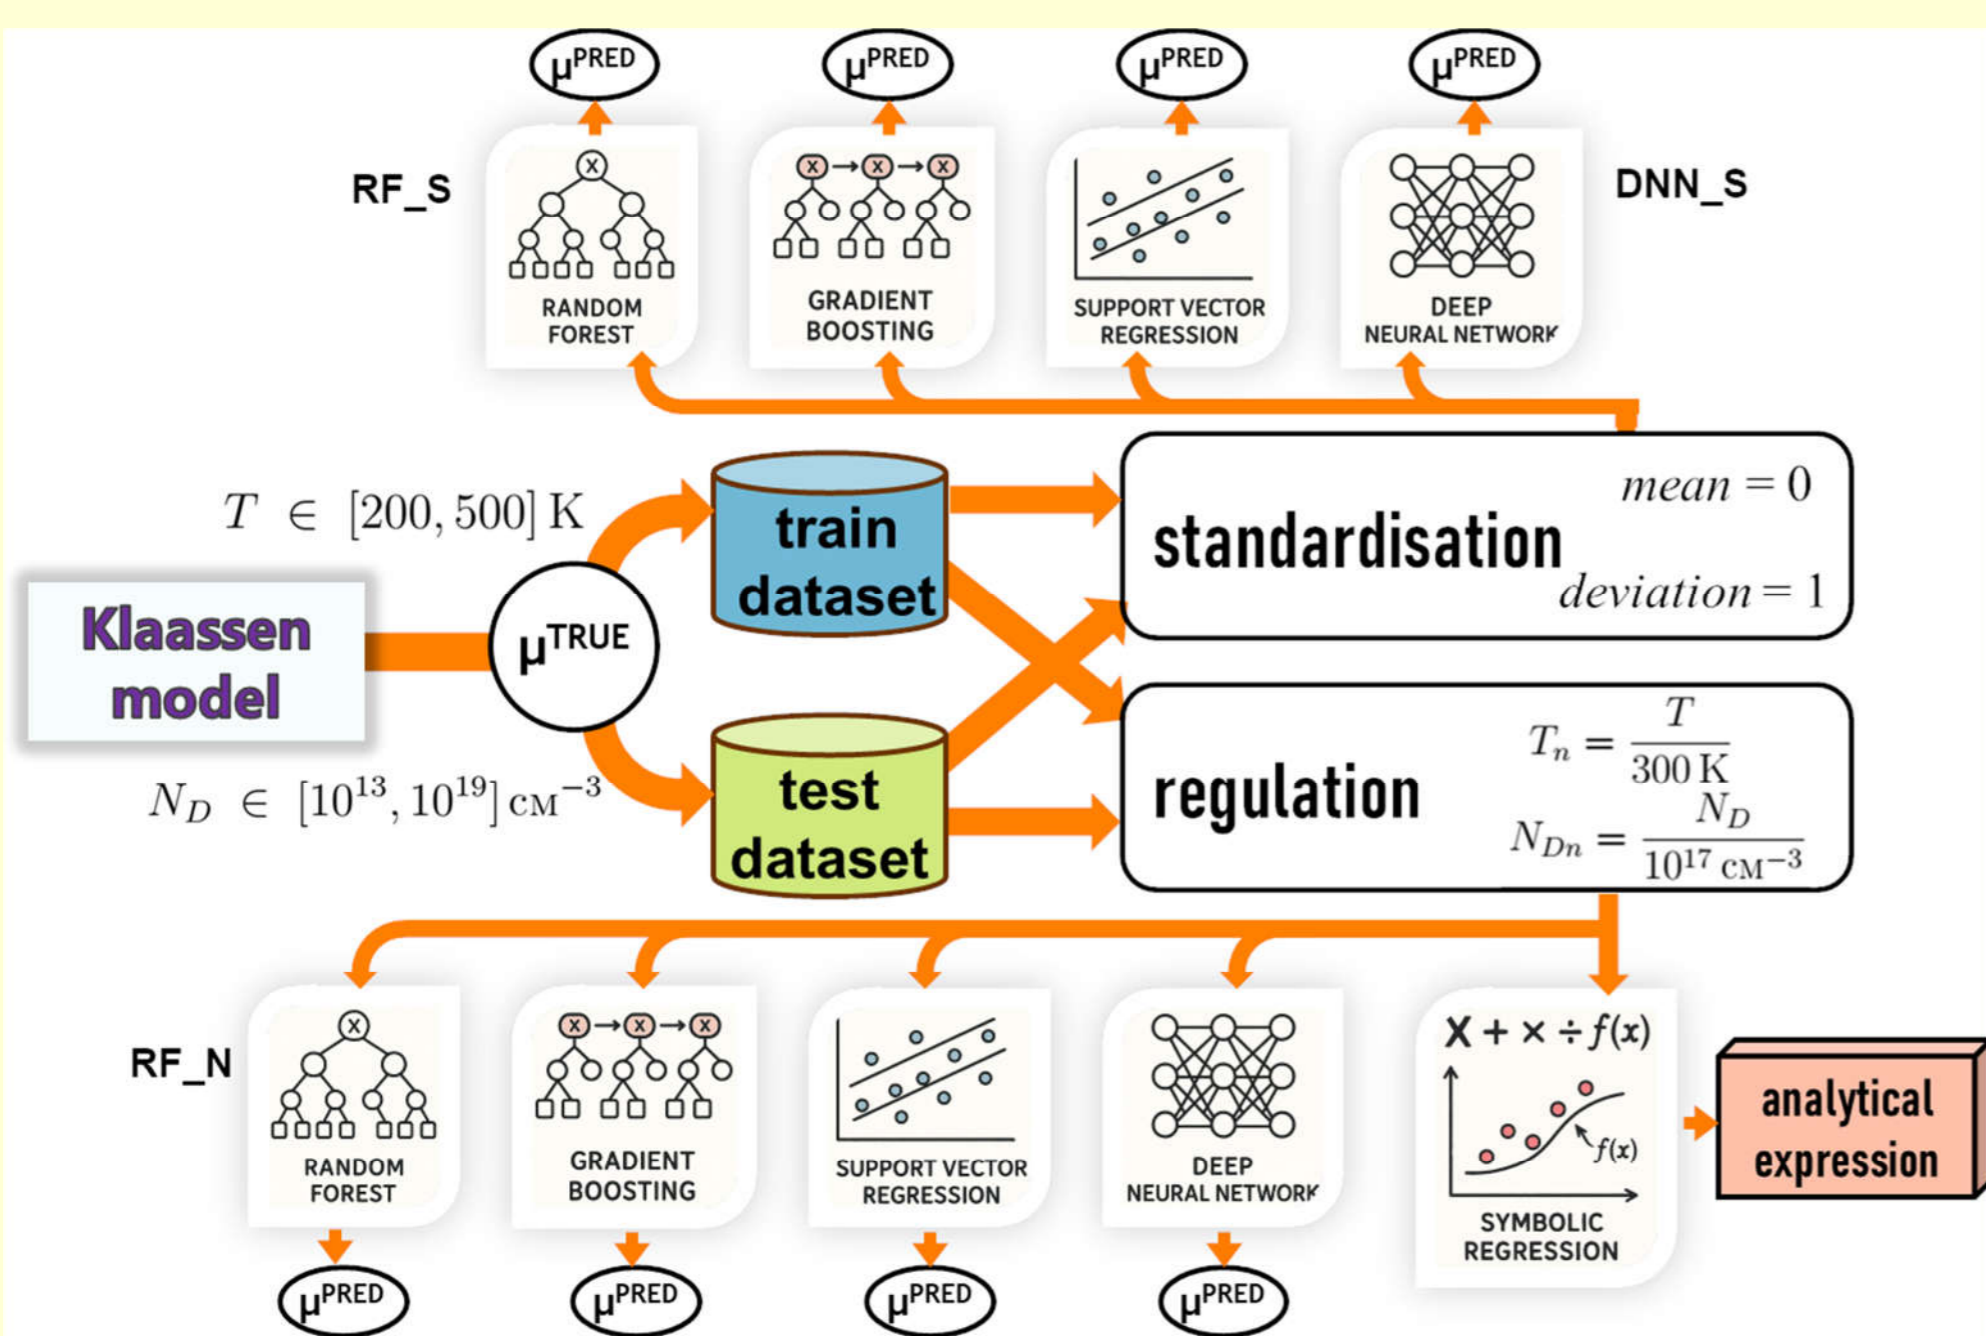 μPRED μPRED μPRED μPRED
RF_S
DNN_S
X
X → X → X
RANDOM
FOREST
GRADIENT
BOOSTING
SUPPORT VECTOR
REGRESSION
DEEP
NEURAL NETWORK
T ∈ [200, 500] K
Klaassen
model
μTRUE
N_D ∈ [10^13, 10^19] см^−3
train
dataset
test
dataset
standardisation
mean = 0
deviation = 1
regulation
T_n = T / 300 K
N_Dn = N_D / 10^17 см^−3
RF_N
X
X → X → X
RANDOM
FOREST
GRADIENT
BOOSTING
SUPPORT VECTOR
REGRESSION
DEEP
NEURAL NETWORK
X + × ÷ f(x)
f(x)
SYMBOLIC
REGRESSION
analytical
expression
μPRED μPRED μPRED μPRED